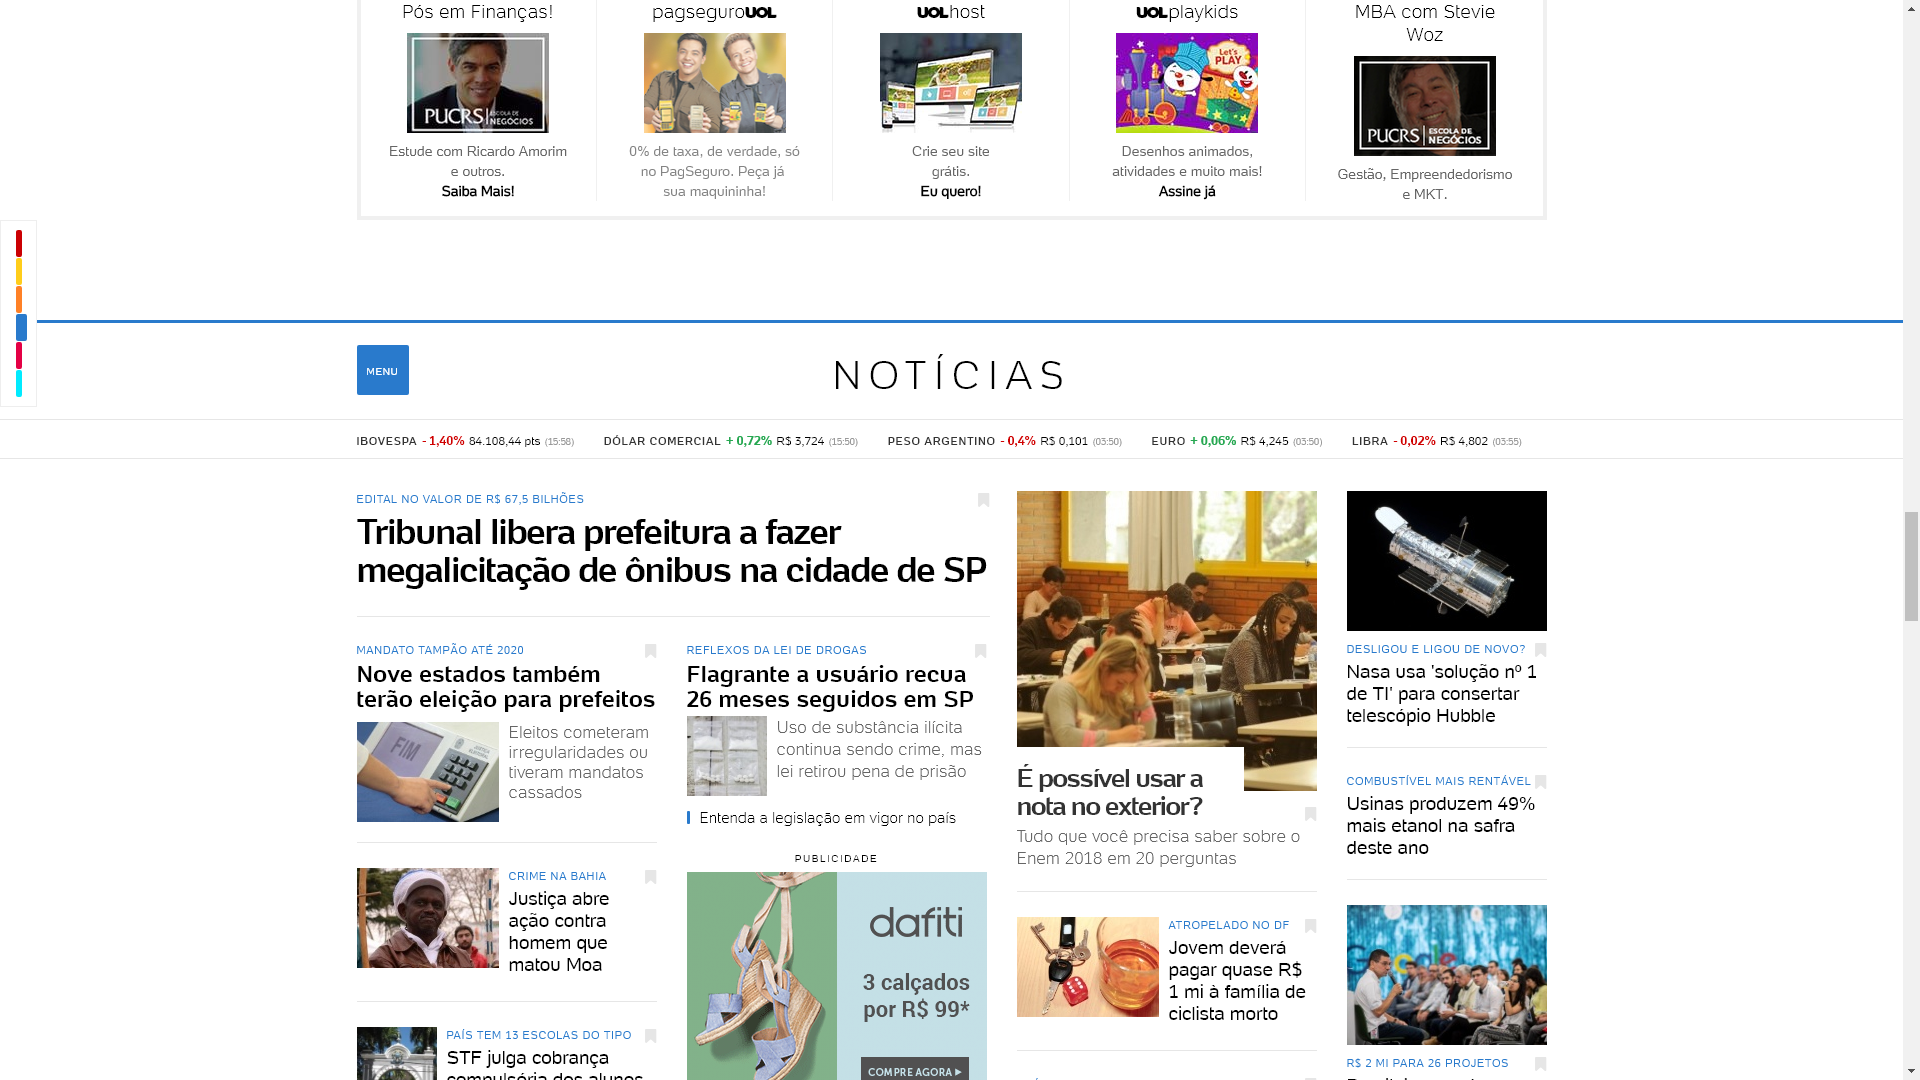 Pós em Finanças!
PUCRS ESCOLA DE
NEGÓCIOS
Estude com Ricardo Amorim
e outros.
Saiba Mais!
pagseguroUOL
0% de taxa, de verdade, só
no PagSeguro. Peça já
sua maquininha!
UOLhost
Crie seu site
grátis.
Eu quero!
UOLplaykids
Let's
PLAY
Desenhos animados,
atividades e muito mais!
Assine já
MBA com Stevie
Woz
PUCRS ESCOLA DE
NEGÓCIOS
Gestão, Empreendedorismo
e MKT.
MENU
NOTÍCIAS
IBOVESPA - 1,40% 84.108,44 pts (15:58)
DÓLAR COMERCIAL + 0,72% R$ 3,724 (15:50)
PESO ARGENTINO - 0,4% R$ 0,101 (03:50)
EURO + 0,06% R$ 4,245 (03:50)
LIBRA - 0,02% R$ 4,802 (03:55)
EDITAL NO VALOR DE R$ 67,5 BILHÕES
Tribunal libera prefeitura a fazer
megalicitação de ônibus na cidade de SP
MANDATO TAMPÃO ATÉ 2020
Nove estados também
terão eleição para prefeitos
FIM
Eleitos cometeram
irregularidades ou
tiveram mandatos
cassados
CRIME NA BAHIA
Justiça abre
ação contra
homem que
matou Moa
PAÍS TEM 13 ESCOLAS DO TIPO
STF julga cobrança
compulsória dos alunos
REFLEXOS DA LEI DE DROGAS
Flagrante a usuário recua
26 meses seguidos em SP
Uso de substância ilícita
continua sendo crime, mas
lei retirou pena de prisão
Entenda a legislação em vigor no país
PUBLICIDADE
dafiti
3 calçados
por R$ 99*
COMPRE AGORA
É possível usar a
nota no exterior?
Tudo que você precisa saber sobre o
Enem 2018 em 20 perguntas
ATROPELADO NO DF
Jovem deverá
pagar quase R$
1 mi à família de
ciclista morto
DESLIGOU E LIGOU DE NOVO?
Nasa usa 'solução nº 1
de TI' para consertar
telescópio Hubble
COMBUSTÍVEL MAIS RENTÁVEL
Usinas produzem 49%
mais etanol na safra
deste ano
R$ 2 MI PARA 26 PROJETOS